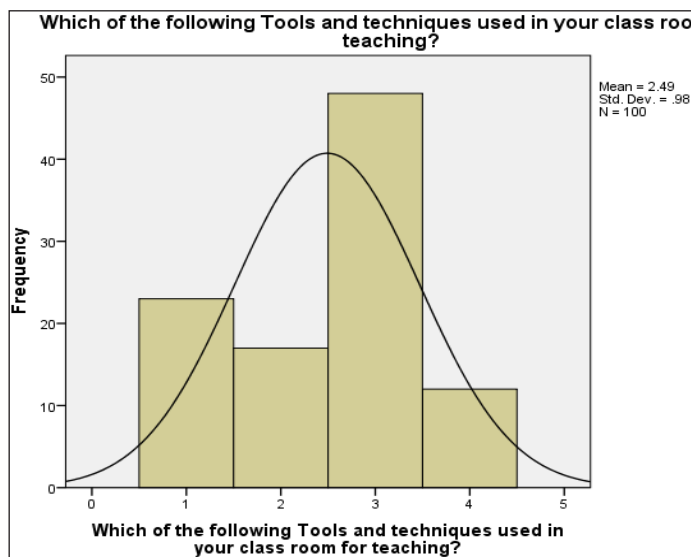 Which of the following Tools and techniques used in your class roo
teaching?
Mean = 2.49
Std. Dev. = .98
N = 100
50
40
30
20
10
0
Frequency
0 1 2 3 4 5
Which of the following Tools and techniques used in
your class room for teaching?